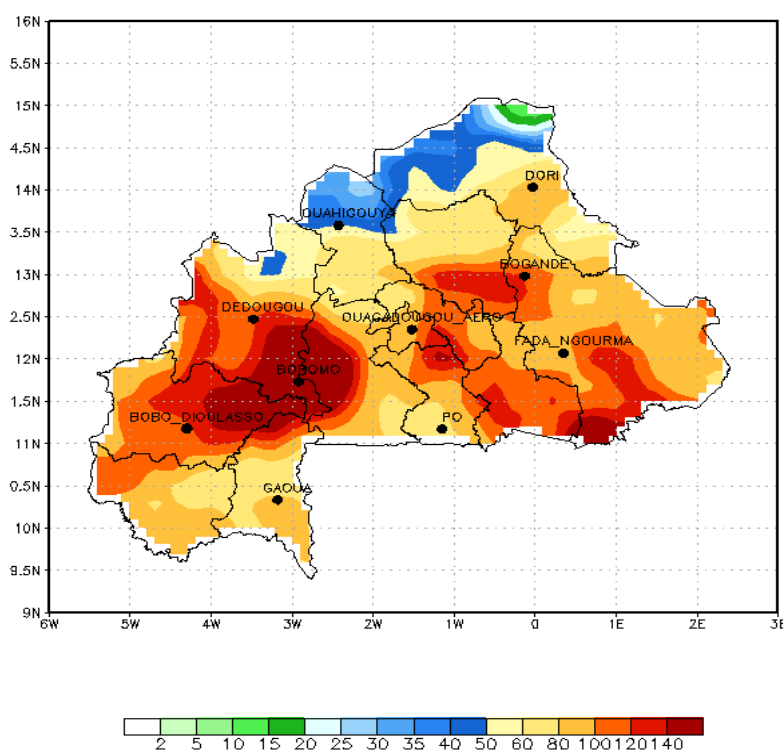 16N
5.5N
15N
4.5N
DORI
14N
OUAHIGOUYA
3.5N
BOGANDE
13N
DEDOUGOU
2.5N
OUAGADOUGOU_AERO
FADA_NGOURMA
12N
BOROMO
1.5N
BOBO_DIOULASSO PO
11N
0.5N
GAOUA
10N
9.5N
9N
6W 5W 4W 3W 2W 1W 0 1E 2E 3E
2 5 10 15 20 25 30 35 40 50 60 80 100 120 40